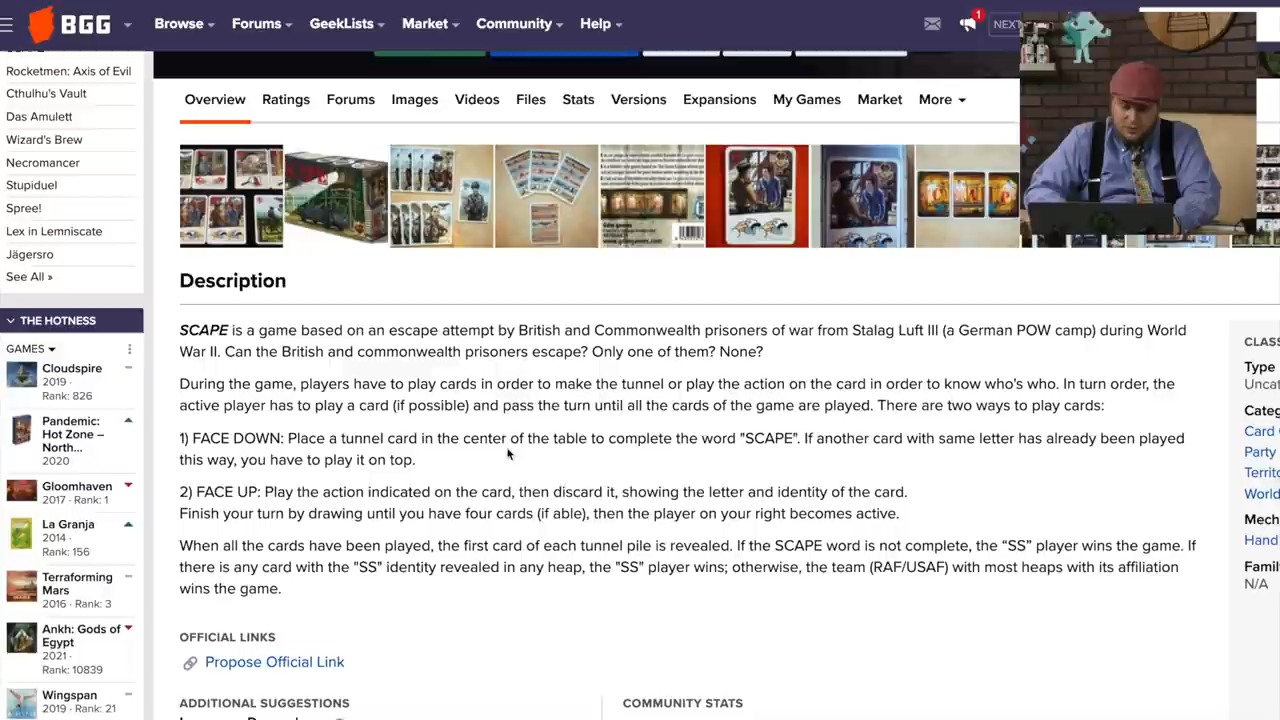 BGG
Browse
Forums
GeekLists
Market
Community
Help
1
NEXT
Rocketmen: Axis of Evil
Cthulhu's Vault
Das Amulett
Wizard's Brew
Necromancer
Stupiduel
Spree!
Lex in Lemniscate
Jägersro
See All »
THE HOTNESS
GAMES
Cloudspire
2019 ·
Rank: 826
Pandemic:
Hot Zone –
North...
2020
Gloomhaven
2017 · Rank: 1
La Granja
2014 ·
Rank: 156
Terraforming
Mars
2016 · Rank: 3
Ankh: Gods of
Egypt
2021 ·
Rank: 10839
Wingspan
2019 · Rank: 21
Overview
Ratings
Forums
Images
Videos
Files
Stats
Versions
Expansions
My Games
Market
More
Description
SCAPE is a game based on an escape attempt by British and Commonwealth prisoners of war from Stalag Luft III (a German POW camp) during World
War II. Can the British and commonwealth prisoners escape? Only one of them? None?
During the game, players have to play cards in order to make the tunnel or play the action on the card in order to know who's who. In turn order, the
active player has to play a card (if possible) and pass the turn until all the cards of the game are played. There are two ways to play cards:
1) FACE DOWN: Place a tunnel card in the center of the table to complete the word "SCAPE". If another card with same letter has already been played
this way, you have to play it on top.
2) FACE UP: Play the action indicated on the card, then discard it, showing the letter and identity of the card.
Finish your turn by drawing until you have four cards (if able), then the player on your right becomes active.
When all the cards have been played, the first card of each tunnel pile is revealed. If the SCAPE word is not complete, the “SS” player wins the game. If
there is any card with the "SS" identity revealed in any heap, the "SS" player wins; otherwise, the team (RAF/USAF) with most heaps with its affiliation
wins the game.
OFFICIAL LINKS
Propose Official Link
ADDITIONAL SUGGESTIONS
COMMUNITY STATS
CLASS
Type
Uncat
Categ
Card
Party
Territo
World
Mech
Hand
Famil
N/A